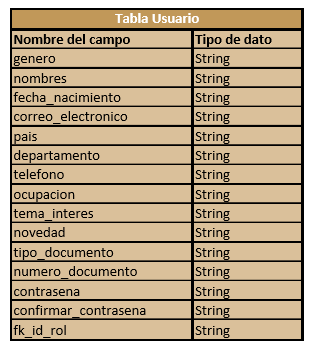 Tabla Usuario
Nombre del campo Tipo de dato
genero String
nombres String
fecha_nacimiento String
correo_electronico String
pais String
departamento String
telefono String
ocupacion String
tema_interes String
novedad String
tipo_documento String
numero_documento String
contrasena String
confirmar_contrasena String
fk_id_rol String